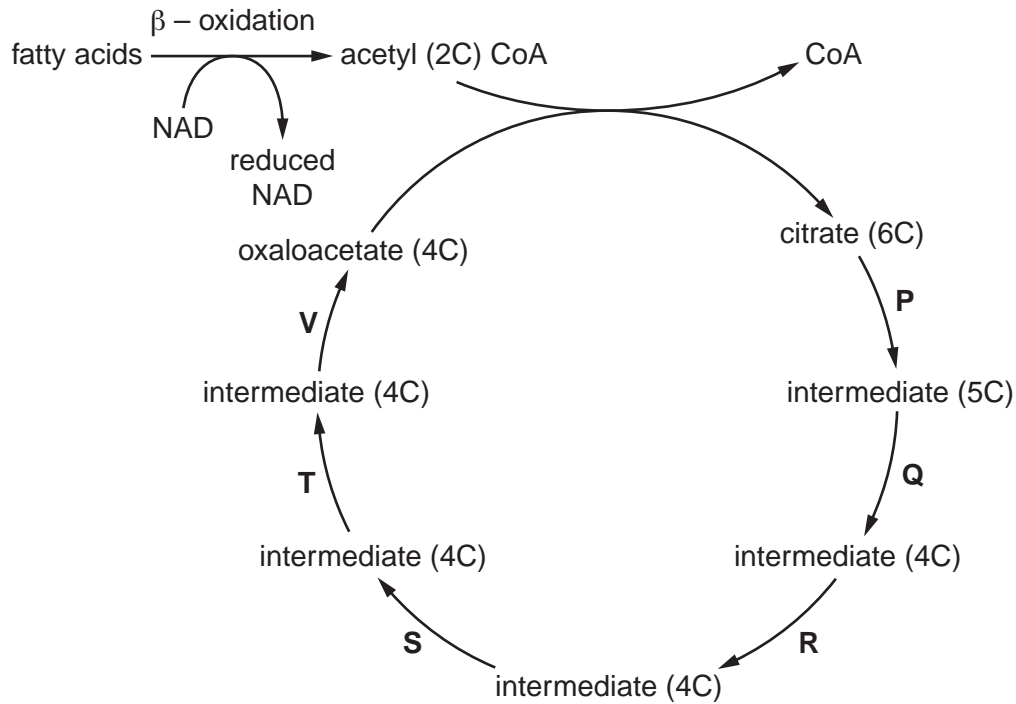 β – oxidation
fatty acids
acetyl (2C) CoA
CoA
NAD
reduced
NAD
oxaloacetate (4C)
citrate (6C)
P
V
intermediate (4C)
intermediate (5C)
Q
T
intermediate (4C)
intermediate (4C)
S
R
intermediate (4C)